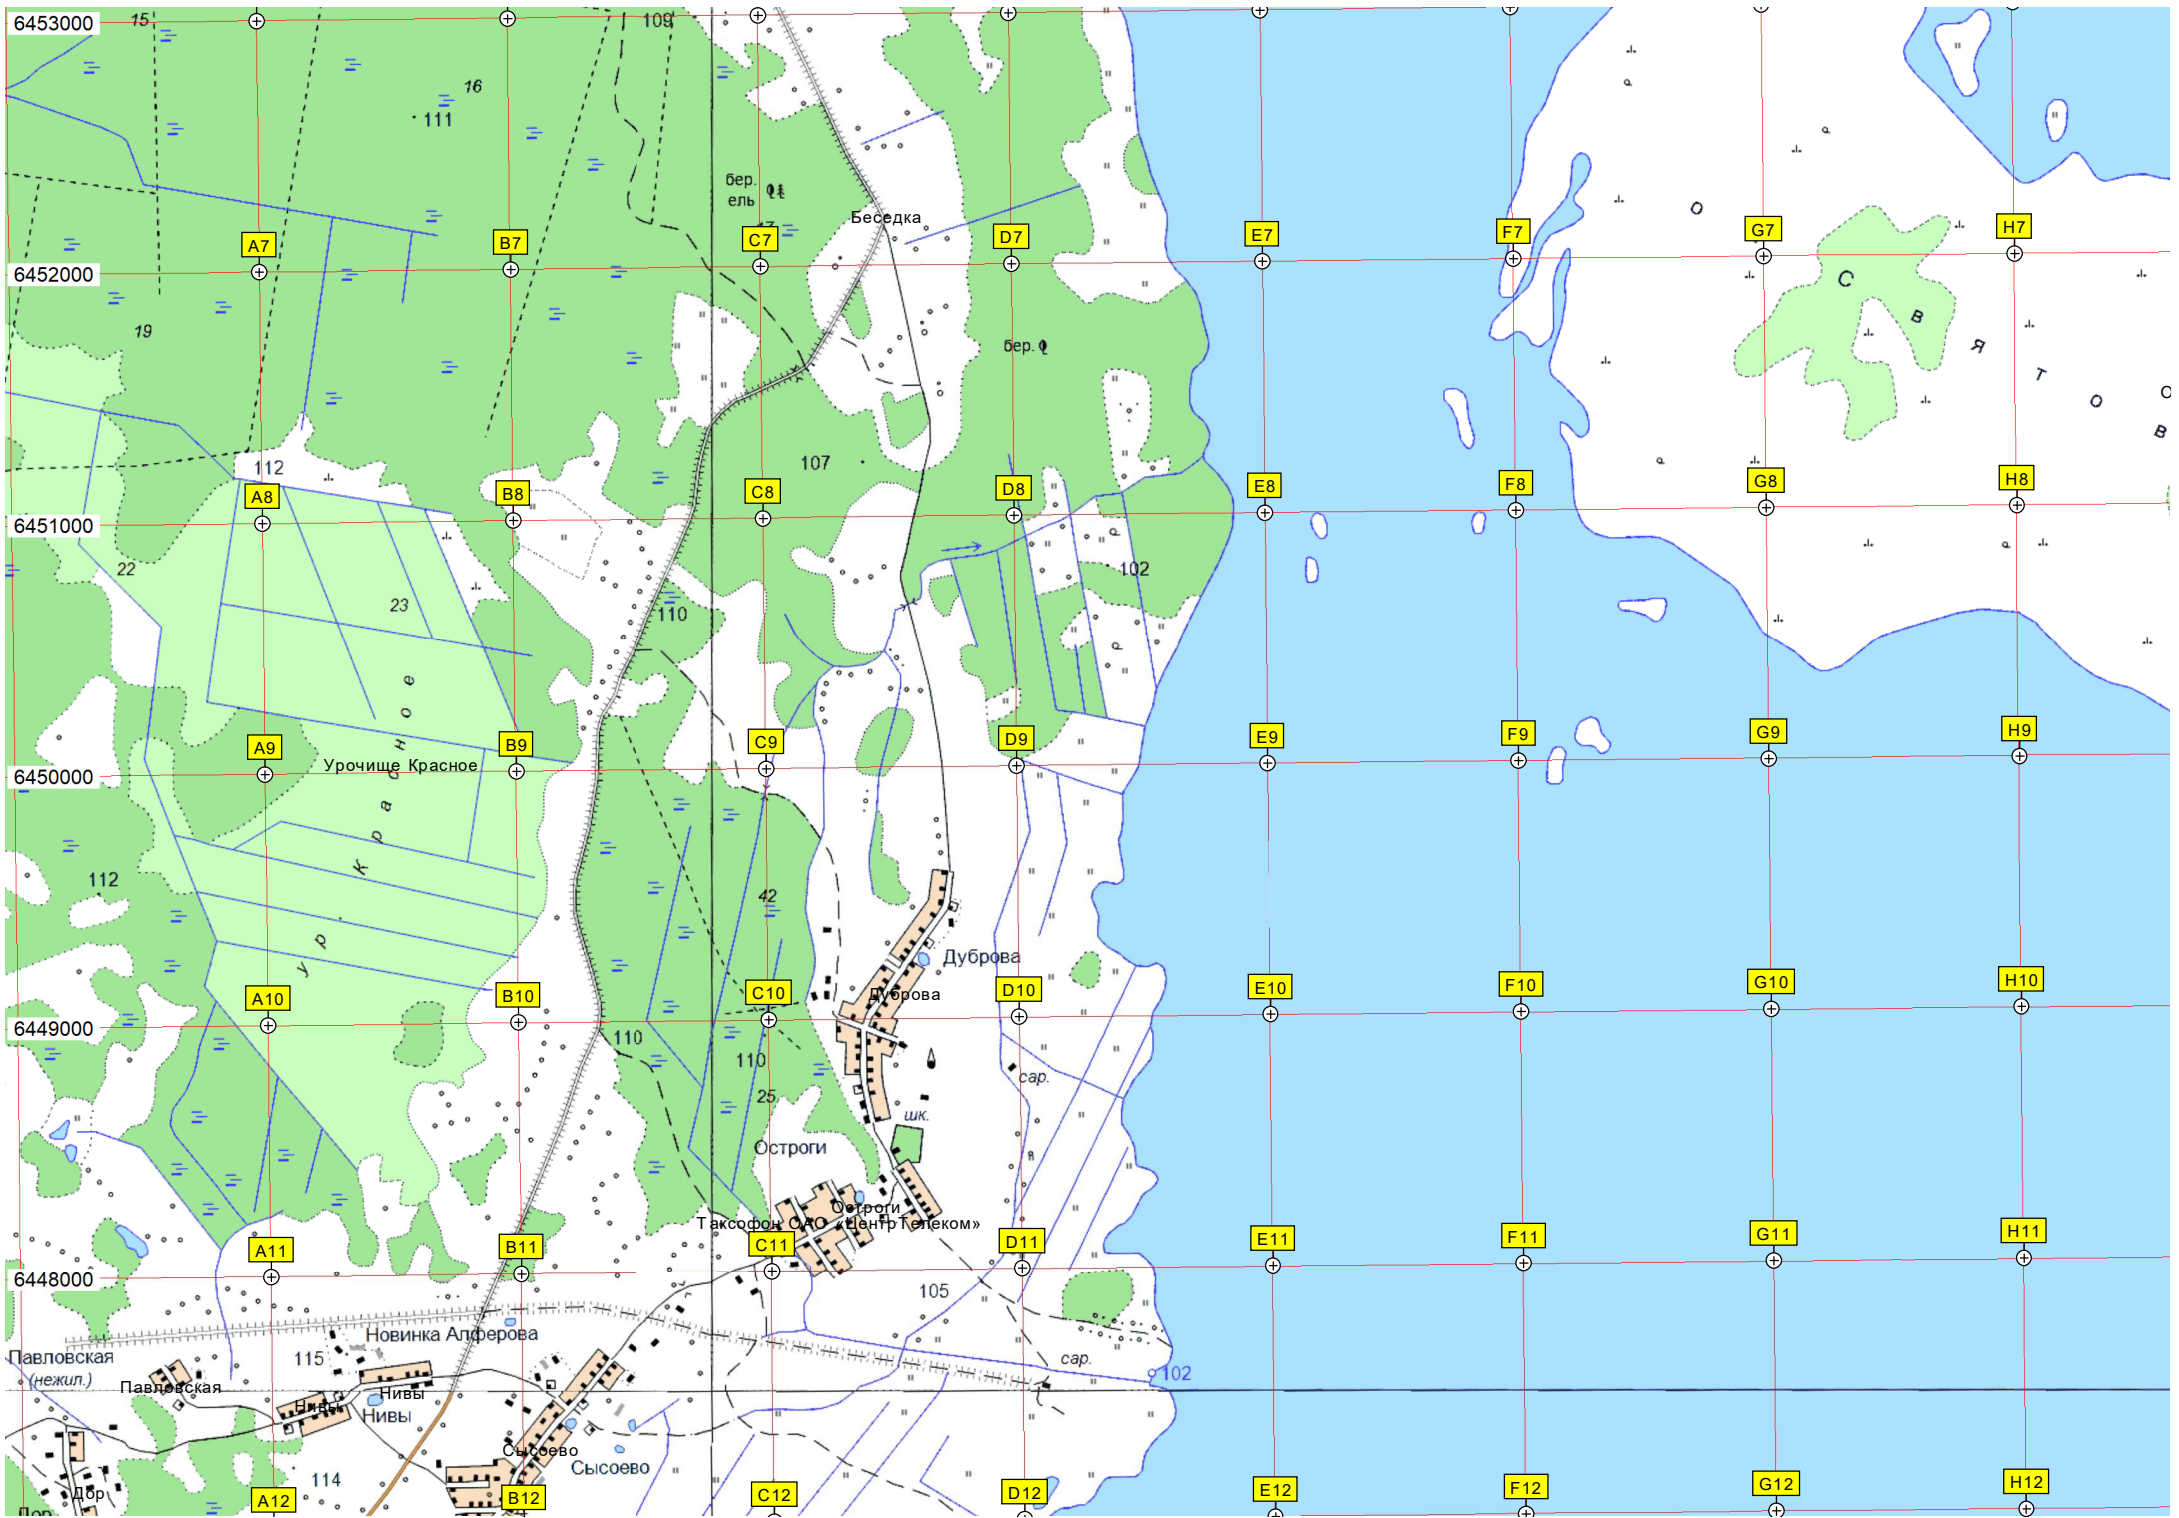 6453000
15
109
16
111
бер.
ель
17
Беседка
О
A7
B7
C7
D7
E7
F7
G7
H7
6452000
19
С
В
Я
Т
О
О
В
бер.
112
107
A8
B8
C8
D8
E8
F8
G8
H8
6451000
22
23
102
110
р
р
A9
B9
C9
D9
E9
F9
G9
H9
6450000
Урочище Красное
ур. Красное
112
42
Дуброва
Дуброва
A10
B10
C10
D10
E10
F10
G10
H10
6449000
110
110
25
сар.
шк.
Остроги
Остроги
Таксофон ОАО «ЦентрТелеком»
A11
B11
C11
D11
E11
F11
G11
H11
6448000
105
Новинка Алферова
115
Павловская
(нежил.)
Павловская
сар.
102
Нивы
Нивы
Нивы
Сысоево
Сысоево
114
Дор
Дор
A12
B12
C12
D12
E12
F12
G12
H12